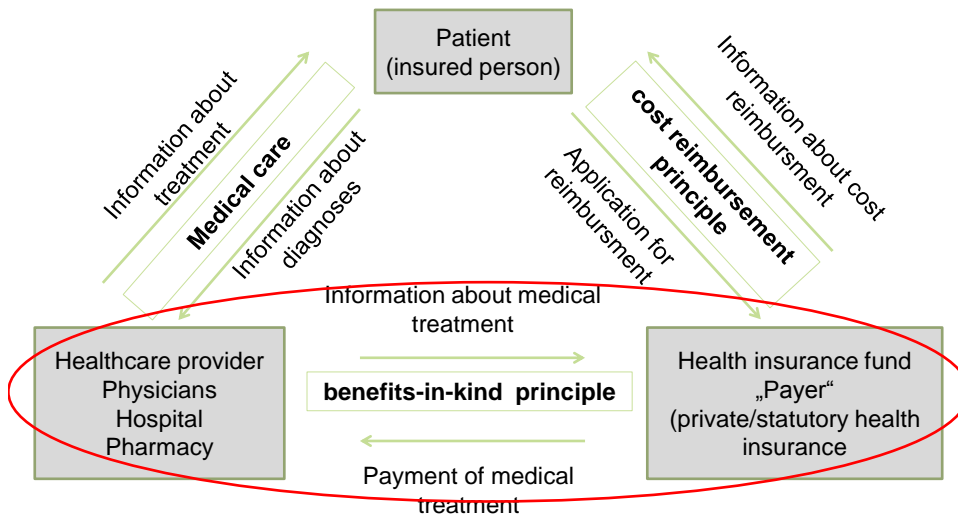 Patient
(insured person)
Information about
treatment
Medical care
Information about
diagnoses
Information about cost
reimbursment
cost reimbursement
principle
Application for
reimbursment
Information about medical
treatment
Healthcare provider
Physicians
Hospital
Pharmacy
benefits-in-kind principle
Health insurance fund
„Payer“
(private/statutory health
insurance
Payment of medical
treatment